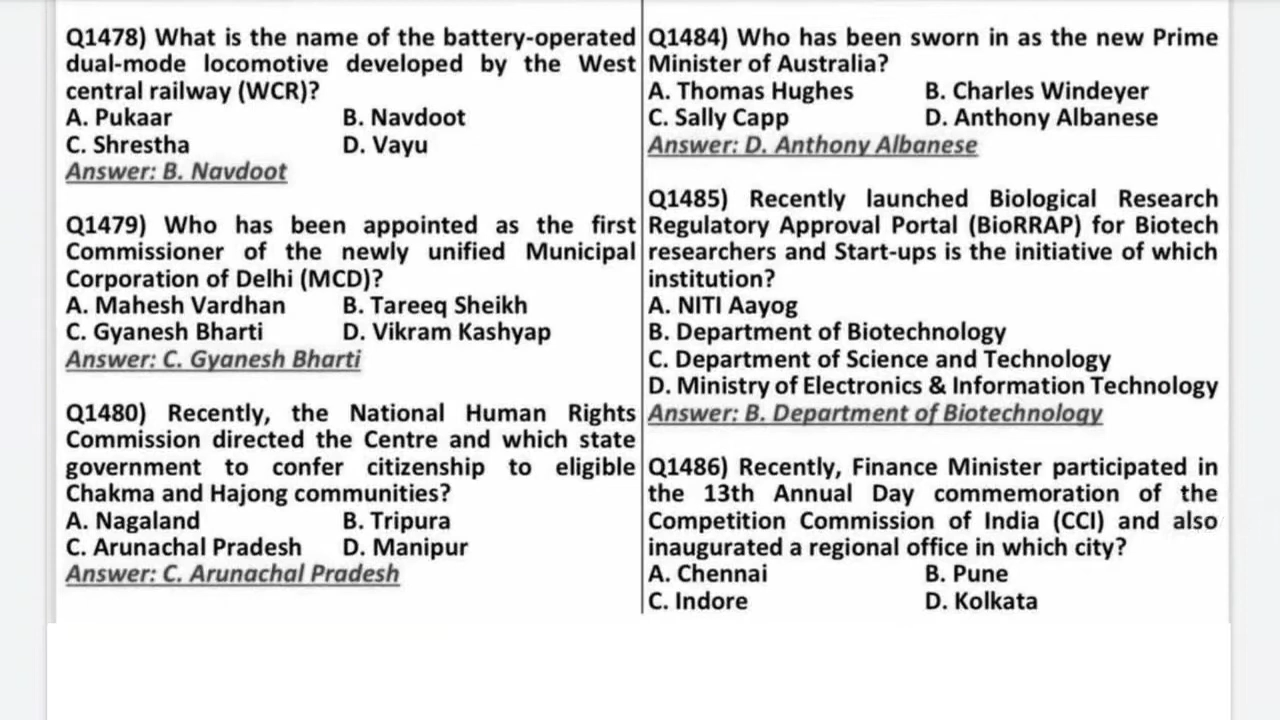 Q1478) What is the name of the battery-operated
dual-mode locomotive developed by the West
central railway (WCR)?
A. Pukaar B. Navdoot
C. Shrestha D. Vayu
Answer: B. Navdoot
Q1479) Who has been appointed as the first
Commissioner of the newly unified Municipal
Corporation of Delhi (MCD)?
A. Mahesh Vardhan B. Tareeq Sheikh
C. Gyanesh Bharti D. Vikram Kashyap
Answer: C. Gyanesh Bharti
Q1480) Recently, the National Human Rights
Commission directed the Centre and which state
government to confer citizenship to eligible
Chakma and Hajong communities?
A. Nagaland B. Tripura
C. Arunachal Pradesh D. Manipur
Answer: C. Arunachal Pradesh
Q1484) Who has been sworn in as the new Prime
Minister of Australia?
A. Thomas Hughes B. Charles Windeyer
C. Sally Capp D. Anthony Albanese
Answer: D. Anthony Albanese
Q1485) Recently launched Biological Research
Regulatory Approval Portal (BioRRAP) for Biotech
researchers and Start-ups is the initiative of which
institution?
A. NITI Aayog
B. Department of Biotechnology
C. Department of Science and Technology
D. Ministry of Electronics & Information Technology
Answer: B. Department of Biotechnology
Q1486) Recently, Finance Minister participated in
the 13th Annual Day commemoration of the
Competition Commission of India (CCI) and also
inaugurated a regional office in which city?
A. Chennai B. Pune
C. Indore D. Kolkata